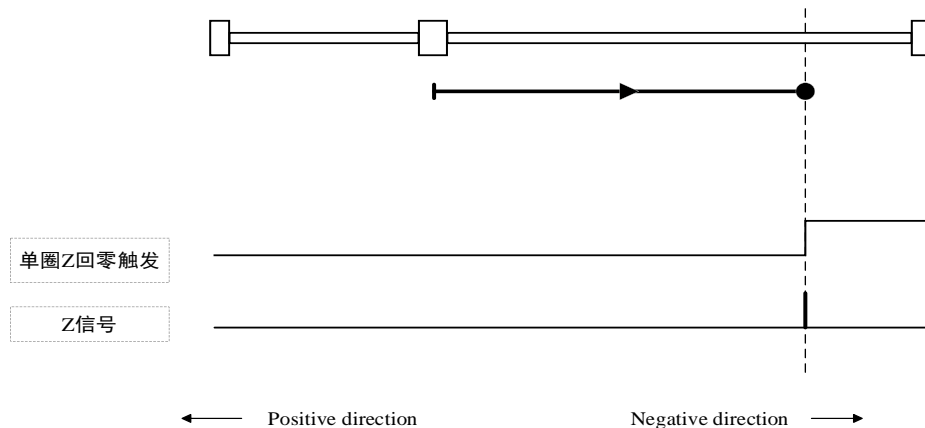 单圈Z回零触发
Z信号
Positive direction
Negative direction